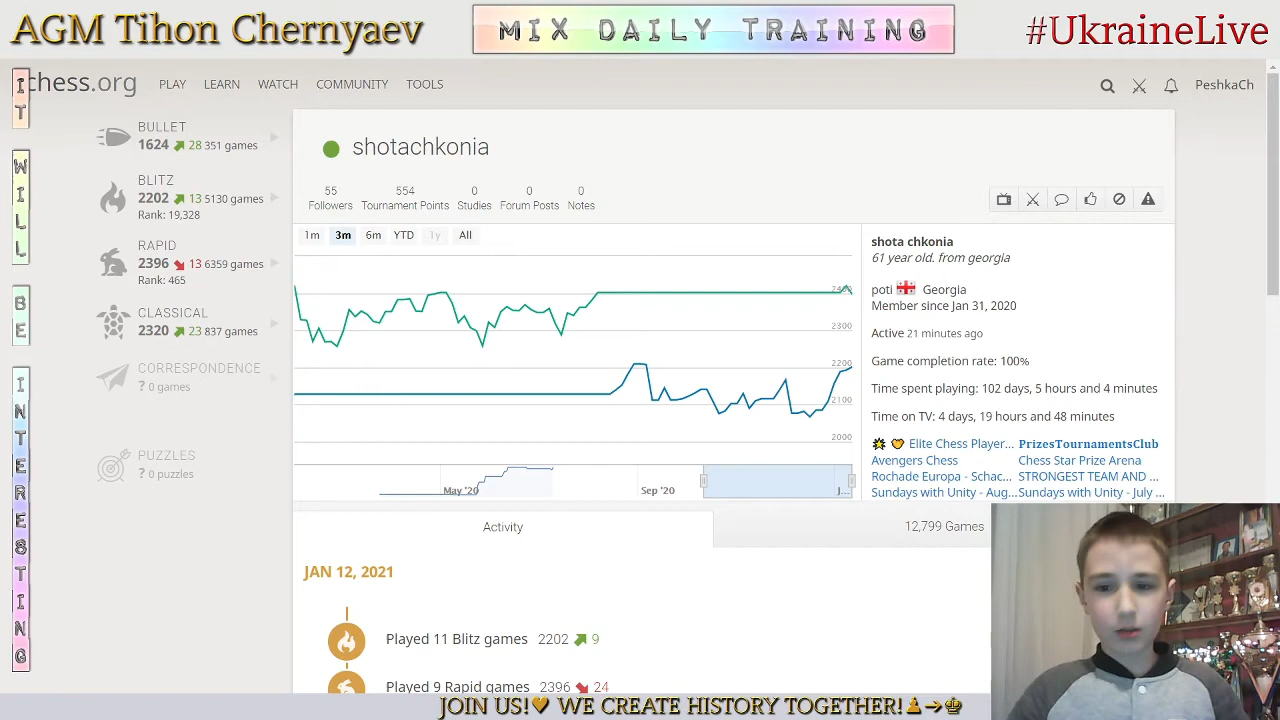 AGM Tihon Chernyaev
MIX DAILY TRAINING
#UkraineLive
IT WILL BE INTERESTING
chess.org
PLAY LEARN WATCH COMMUNITY TOOLS
PeshkaCh
BULLET
1624 28 351 games
BLITZ
2202 13 5130 games
Rank: 19,328
RAPID
2396 13 6359 games
Rank: 465
CLASSICAL
2320 23 837 games
CORRESPONDENCE
? 0 games
PUZZLES
? 0 puzzles
shotachkonia
55 554 0 0 0
Followers Tournament Points Studies Forum Posts Notes
1m 3m 6m YTD 1y All
2400
2300
2200
2100
2000
May '20 Sep '20 J...
shota chkonia
61 year old. from georgia
poti Georgia
Member since Jan 31, 2020
Active 21 minutes ago
Game completion rate: 100%
Time spent playing: 102 days, 5 hours and 4 minutes
Time on TV: 4 days, 19 hours and 48 minutes
Elite Chess Player... PrizesTournamentsClub
Avengers Chess Chess Star Prize Arena
Rochade Europa - Schac... STRONGEST TEAM AND ...
Sundays with Unity - Aug... Sundays with Unity - July ...
Activity 12,799 Games
JAN 12, 2021
Played 11 Blitz games 2202 9
Played 9 Rapid games 2396 24
JOIN US!🧡 WE CREATE HISTORY TOGETHER!♟→♚